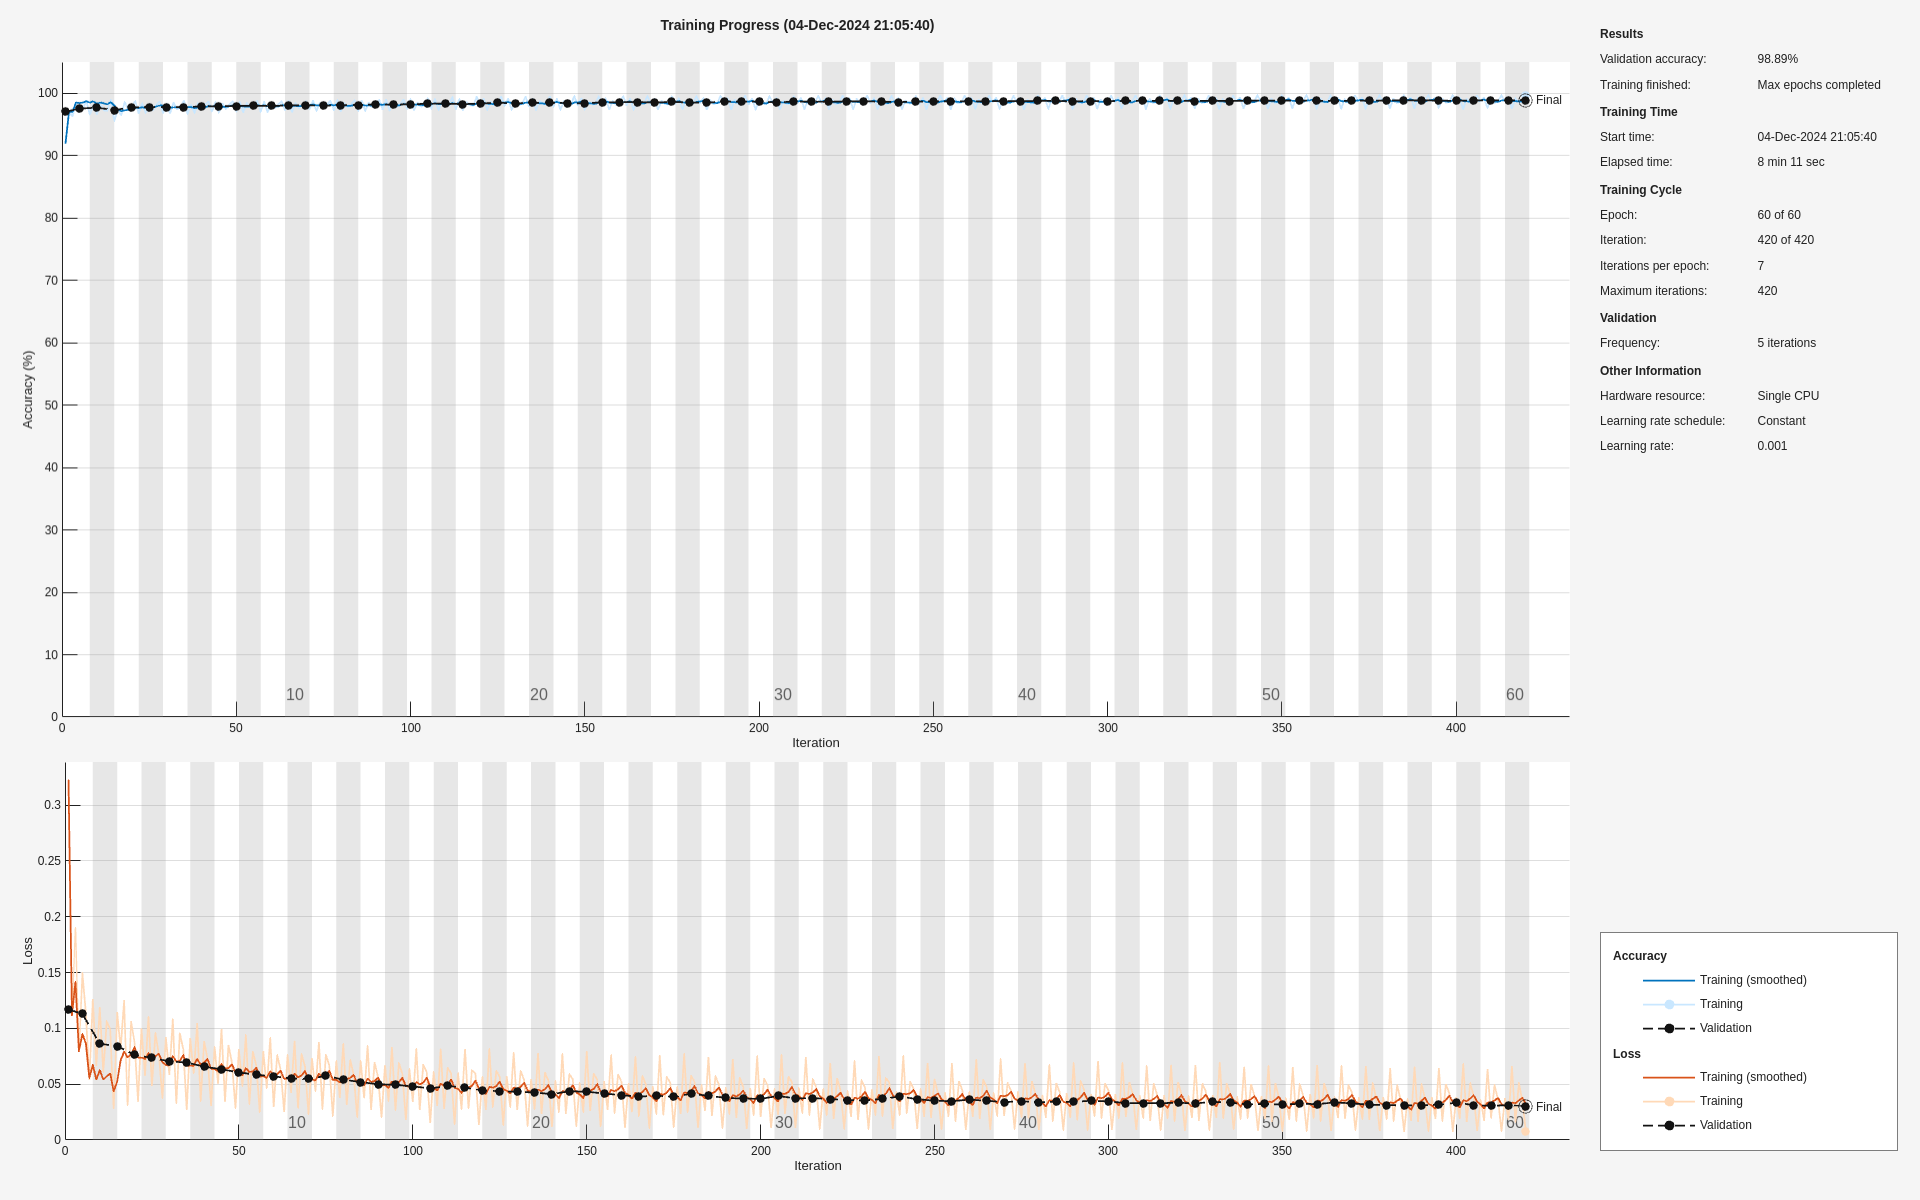 Training Progress (04-Dec-2024 21:05:40)
100
90
80
70
60
50
40
30
20
10
0
Accuracy (%)
Final
10 20 30 40 50 60
0 50 100 150 200 250 300 350 400
Iteration
0.3
0.25
0.2
0.15
0.1
0.05
0
Loss
Final
10 20 30 40 50 60
0 50 100 150 200 250 300 350 400
Iteration
Results
Validation accuracy: 98.89%
Training finished: Max epochs completed
Training Time
Start time: 04-Dec-2024 21:05:40
Elapsed time: 8 min 11 sec
Training Cycle
Epoch: 60 of 60
Iteration: 420 of 420
Iterations per epoch: 7
Maximum iterations: 420
Validation
Frequency: 5 iterations
Other Information
Hardware resource: Single CPU
Learning rate schedule: Constant
Learning rate: 0.001
Accuracy
Training (smoothed)
Training
Validation
Loss
Training (smoothed)
Training
Validation